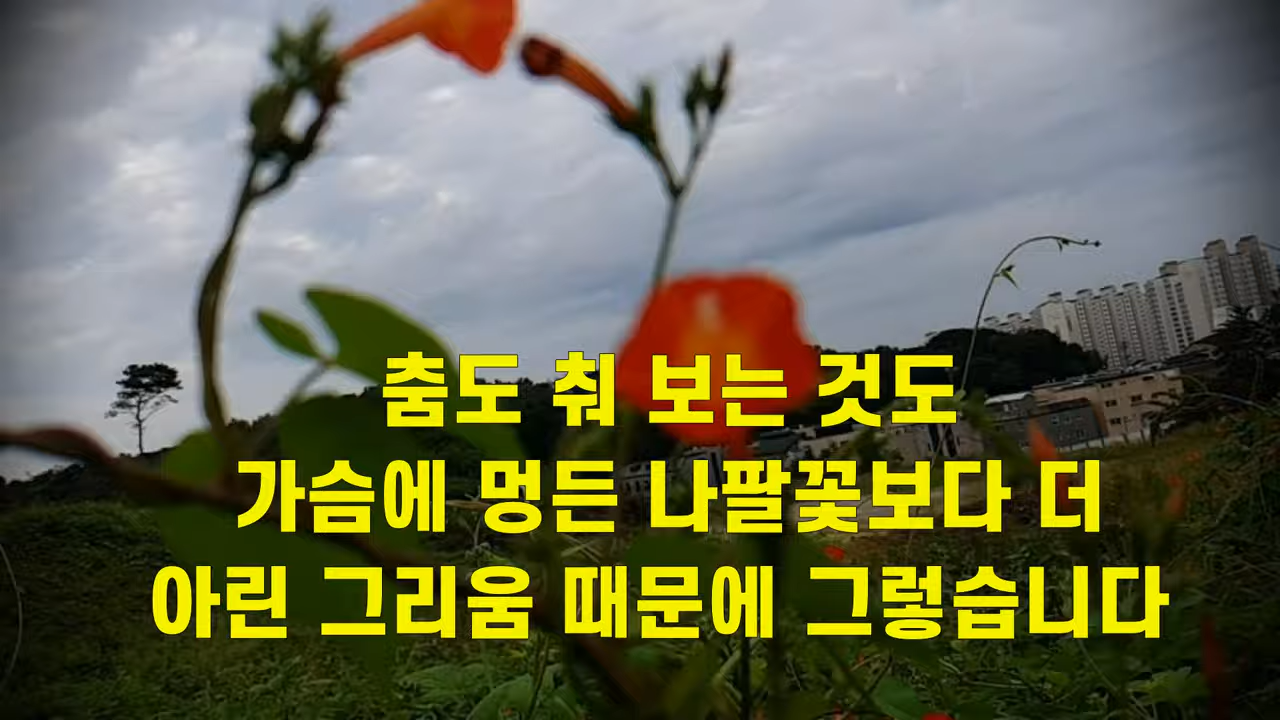 춤도 춰 보는 것도
가슴에 멍든 나팔꽃보다 더
아린 그리움 때문에 그렇습니다